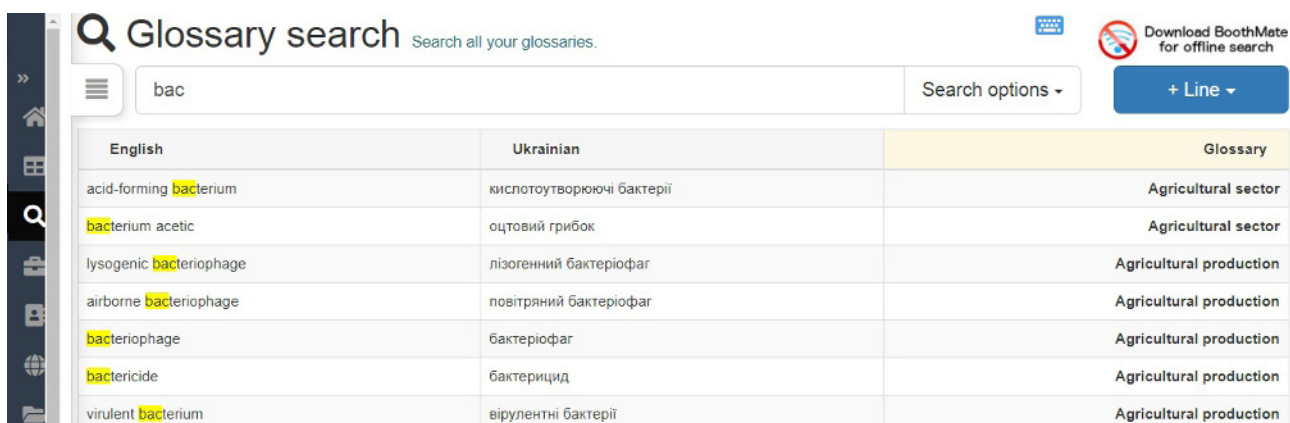 Glossary search Search all your glossaries.
Download BoothMate
for offline search
»
bac
Search options
+ Line
English Ukrainian Glossary
acid-forming bacterium кислотоутворюючі бактерії Agricultural sector
bacterium acetic оцтовий грибок Agricultural sector
lysogenic bacteriophage лізогенний бактеріофаг Agricultural production
airborne bacteriophage повітряний бактеріофаг Agricultural production
bacteriophage бактеріофаг Agricultural production
bactericide бактерицид Agricultural production
virulent bacterium вірулентні бактерії Agricultural production